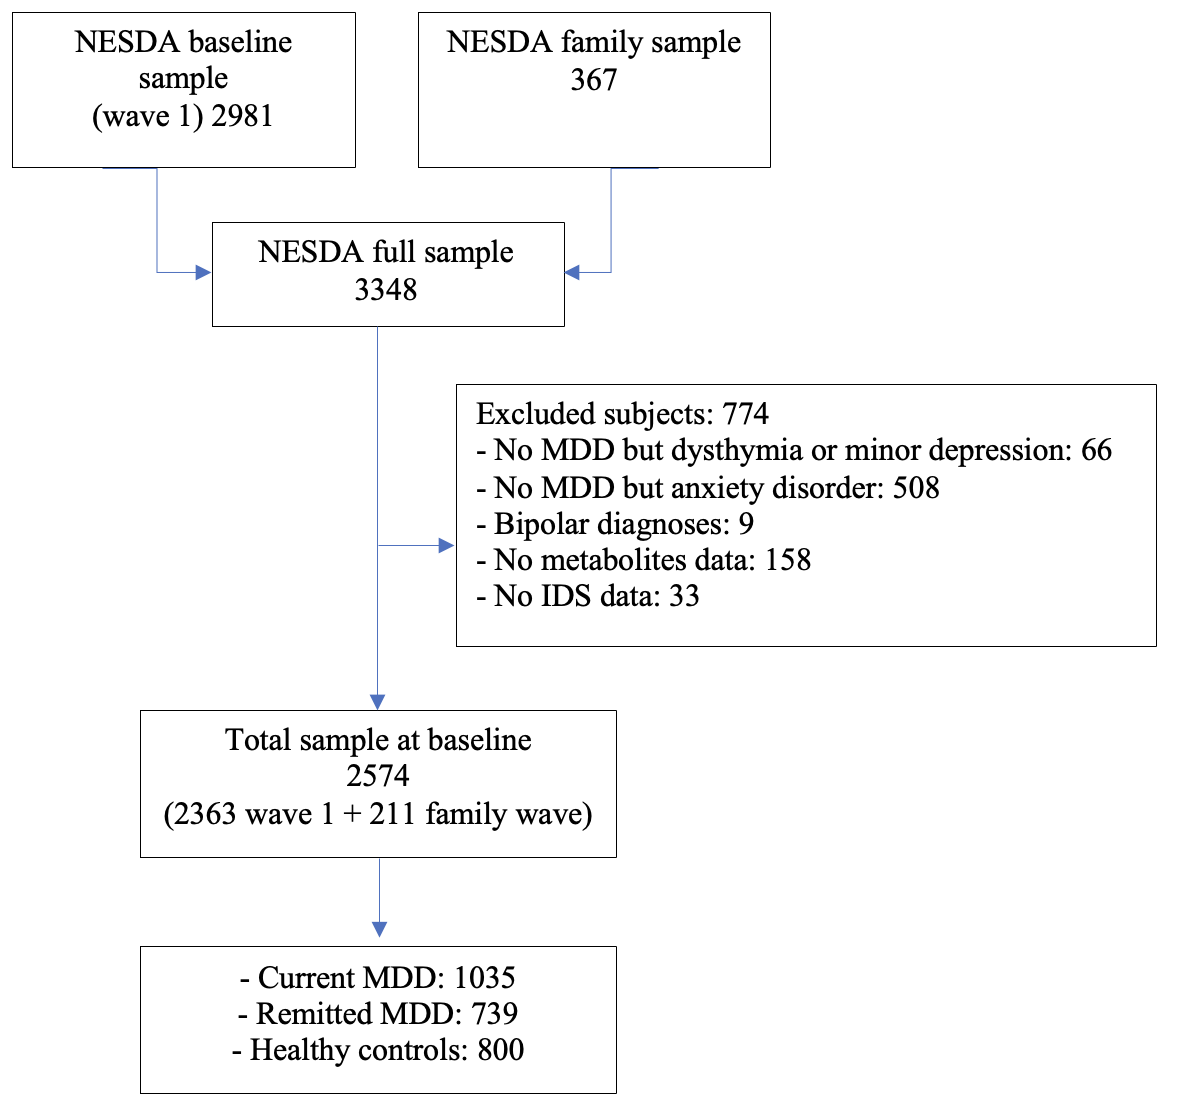 NESDA baseline
sample
(wave 1) 2981
NESDA family sample
367
NESDA full sample
3348
Excluded subjects: 774
- No MDD but dysthymia or minor depression: 66
- No MDD but anxiety disorder: 508
- Bipolar diagnoses: 9
- No metabolites data: 158
- No IDS data: 33
Total sample at baseline
2574
(2363 wave 1 + 211 family wave)
- Current MDD: 1035
- Remitted MDD: 739
- Healthy controls: 800